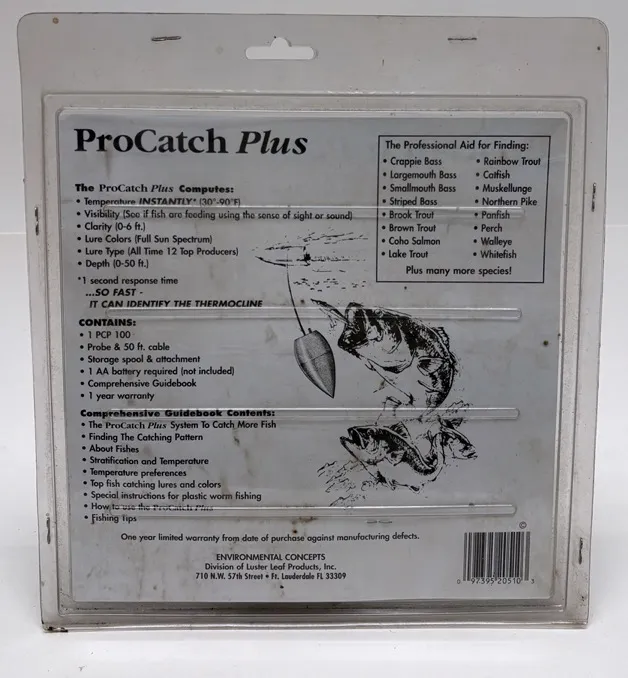 ProCatch Plus
The ProCatch Plus Computes:
• Temperature INSTANTLY* (30°-90°F)
• Visibility (See if fish are feeding using the sense of sight or sound)
• Clarity (0-6 ft.)
• Lure Colors (Full Sun Spectrum)
• Lure Type (All Time 12 Top Producers)
• Depth (0-50 ft.)
*1 second response time
...SO FAST -
IT CAN IDENTIFY THE THERMOCLINE
CONTAINS:
• 1 PCP 100
• Probe & 50 ft. cable
• Storage spool & attachment
• 1 AA battery required (not included)
• Comprehensive Guidebook
• 1 year warranty
Comprehensive Guidebook Contents:
• The ProCatch Plus System To Catch More Fish
• Finding The Catching Pattern
• About Fishes
• Stratification and Temperature
• Temperature preferences
• Top fish catching lures and colors
• Special instructions for plastic worm fishing
• How to use the ProCatch Plus
• Fishing Tips
The Professional Aid for Finding:
• Crappie Bass
• Largemouth Bass
• Smallmouth Bass
• Striped Bass
• Brook Trout
• Brown Trout
• Coho Salmon
• Lake Trout
• Rainbow Trout
• Catfish
• Muskellunge
• Northern Pike
• Panfish
• Perch
• Walleye
• Whitefish
Plus many more species!
One year limited warranty from date of purchase against manufacturing defects.
ENVIRONMENTAL CONCEPTS
Division of Luster Leaf Products, Inc.
710 N.W. 57th Street • Ft. Lauderdale FL 33309
©
0 97395 20510 3